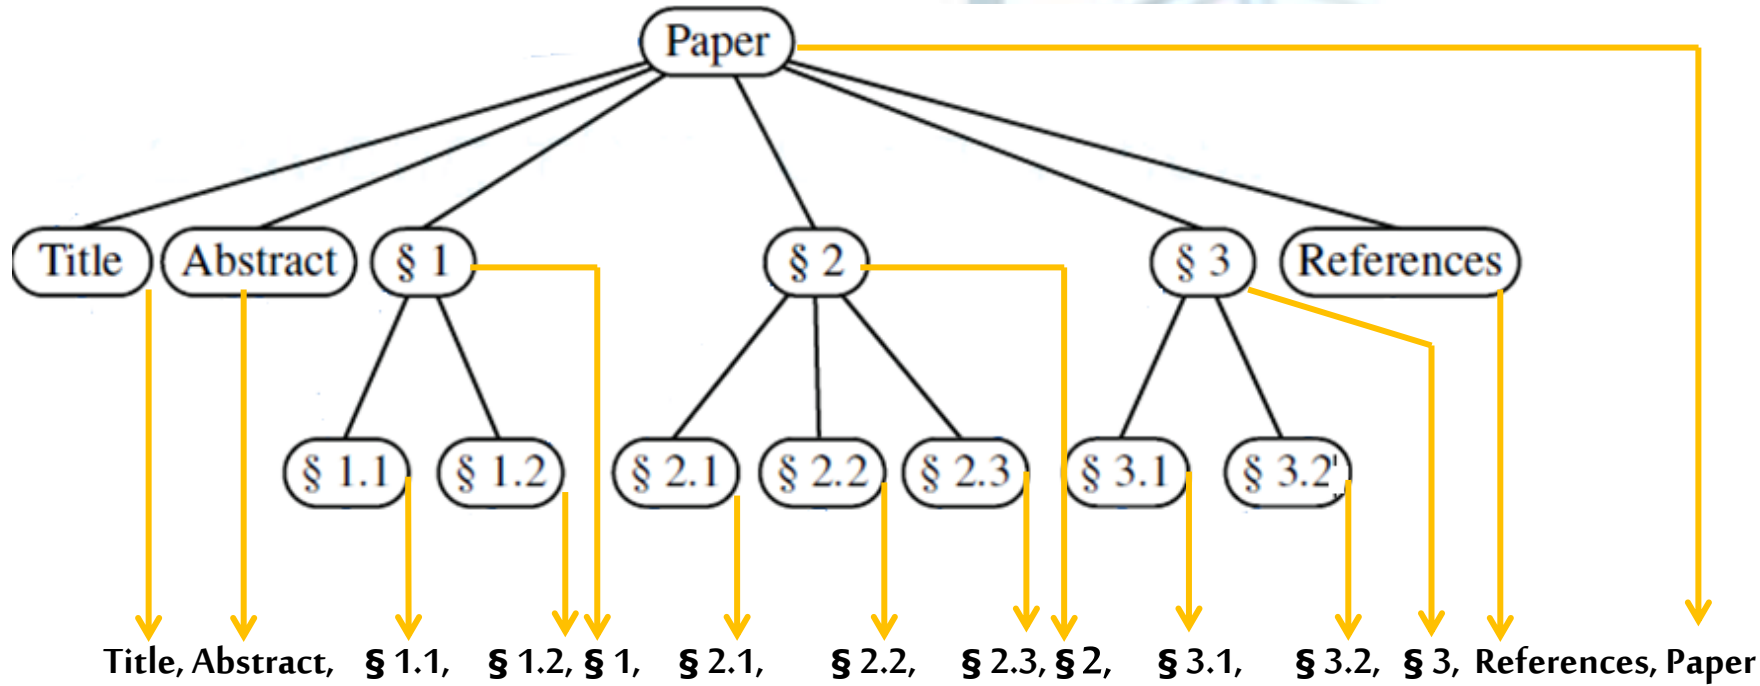 Paper
Title Abstract § 1 § 2 § 3 References
§ 1.1 § 1.2 § 2.1 § 2.2 § 2.3 § 3.1 § 3.2
Title, Abstract, § 1.1, § 1.2, § 1, § 2.1, § 2.2, § 2.3, § 2, § 3.1, § 3.2, § 3, References, Paper